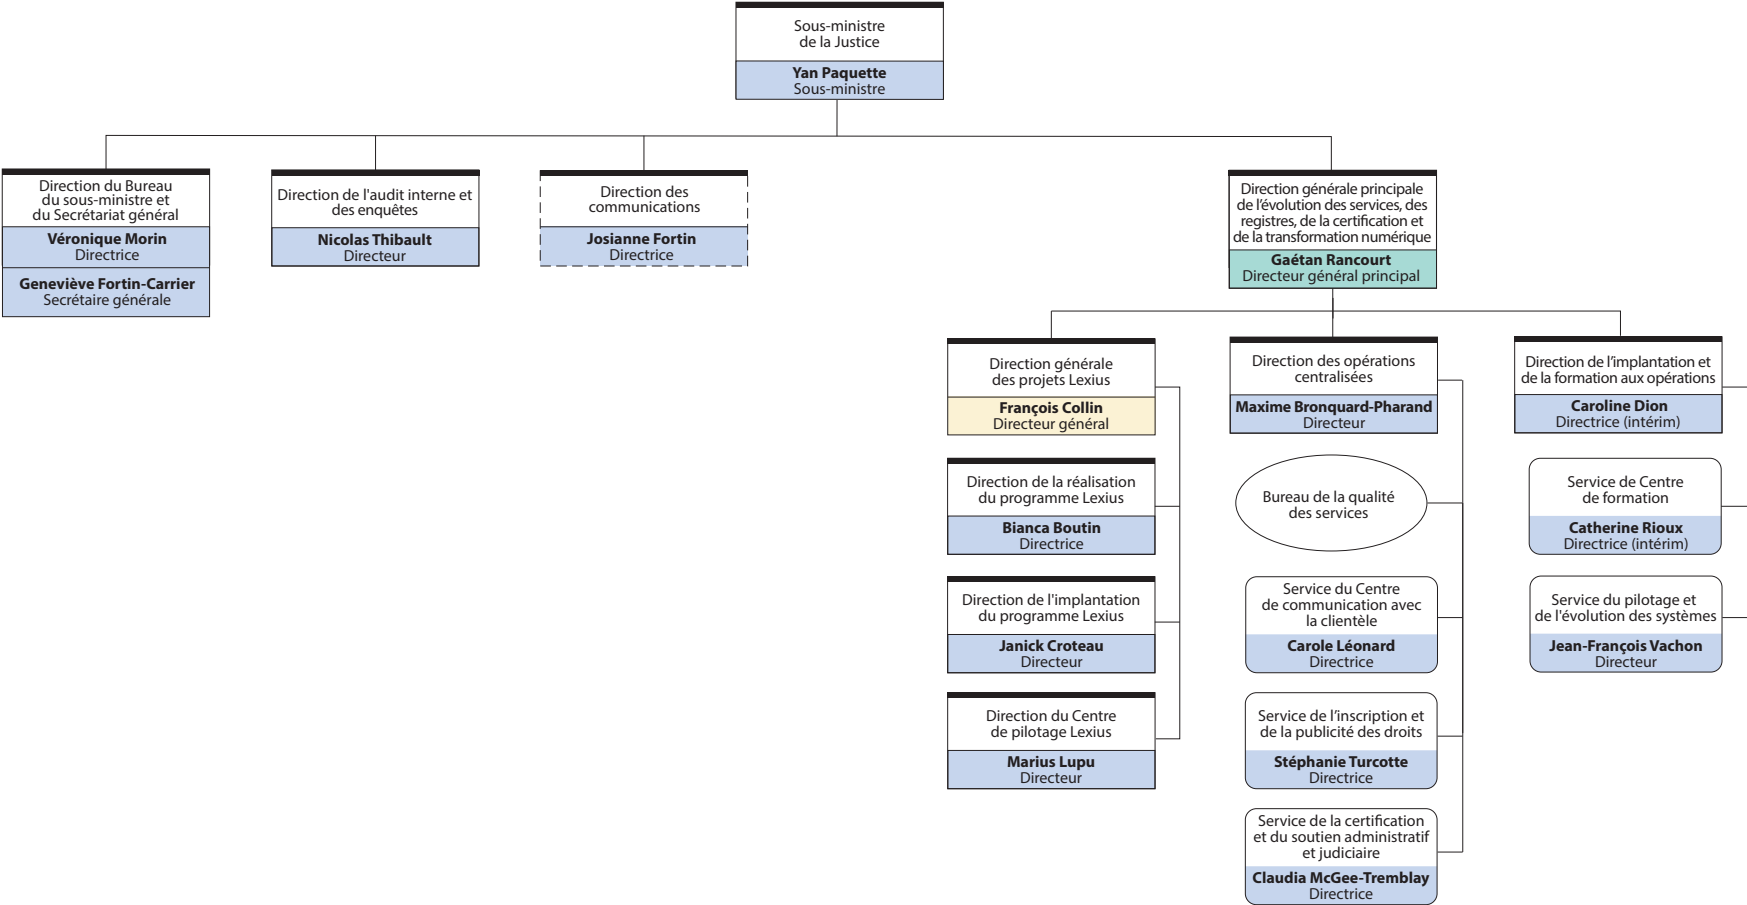 Sous-ministre
de la Justice
Yan Paquette
Sous-ministre
Direction du Bureau
du sous-ministre et
du Secrétariat général
Véronique Morin
Directrice
Geneviève Fortin-Carrier
Secrétaire générale
Direction de l'audit interne et
des enquêtes
Nicolas Thibault
Directeur
Direction des
communications
Josianne Fortin
Directrice
Direction générale principale
de l'évolution des services, des
registres, de la certification et
de la transformation numérique
Gaétan Rancourt
Directeur général principal
Direction générale
des projets Lexius
François Collin
Directeur général
Direction de la réalisation
du programme Lexius
Bianca Boutin
Directrice
Direction de l'implantation
du programme Lexius
Janick Croteau
Directeur
Direction du Centre
de pilotage Lexius
Marius Lupu
Directeur
Direction des opérations
centralisées
Maxime Bronquard-Pharand
Directeur
Bureau de la qualité
des services
Service du Centre
de communication avec
la clientèle
Carole Léonard
Directrice
Service de l'inscription et
de la publicité des droits
Stéphanie Turcotte
Directrice
Service de la certification
et du soutien administratif
et judiciaire
Claudia McGee-Tremblay
Directrice
Direction de l'implantation et
de la formation aux opérations
Caroline Dion
Directrice (intérim)
Service de Centre
de formation
Catherine Rioux
Directrice (intérim)
Service du pilotage et
de l'évolution des systèmes
Jean-François Vachon
Directeur